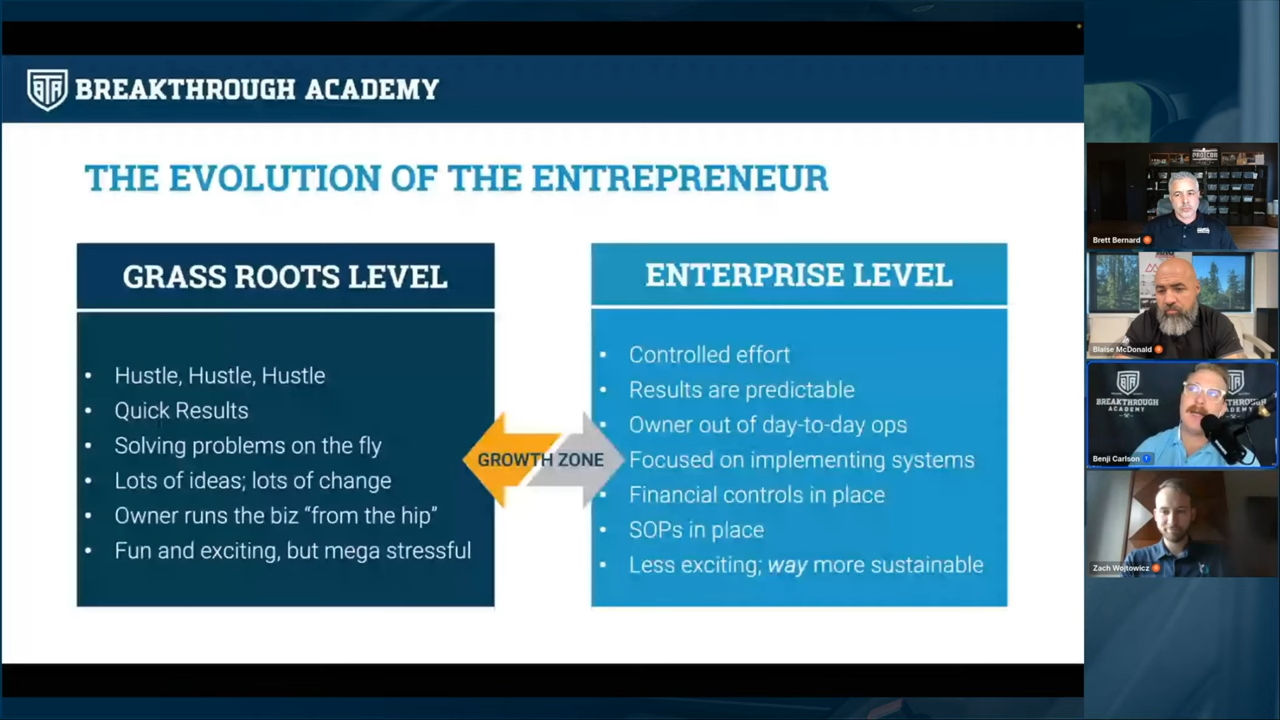 BREAKTHROUGH ACADEMY
THE EVOLUTION OF THE ENTREPRENEUR
GRASS ROOTS LEVEL
• Hustle, Hustle, Hustle
• Quick Results
• Solving problems on the fly
• Lots of ideas; lots of change
• Owner runs the biz “from the hip”
• Fun and exciting, but mega stressful
GROWTH ZONE
ENTERPRISE LEVEL
• Controlled effort
• Results are predictable
• Owner out of day-to-day ops
• Focused on implementing systems
• Financial controls in place
• SOPs in place
• Less exciting; way more sustainable
Brett Bernard
Blaise McDonald
BREAKTHROUGH
ACADEMY
Benji Carlson
Zach Wojtowicz